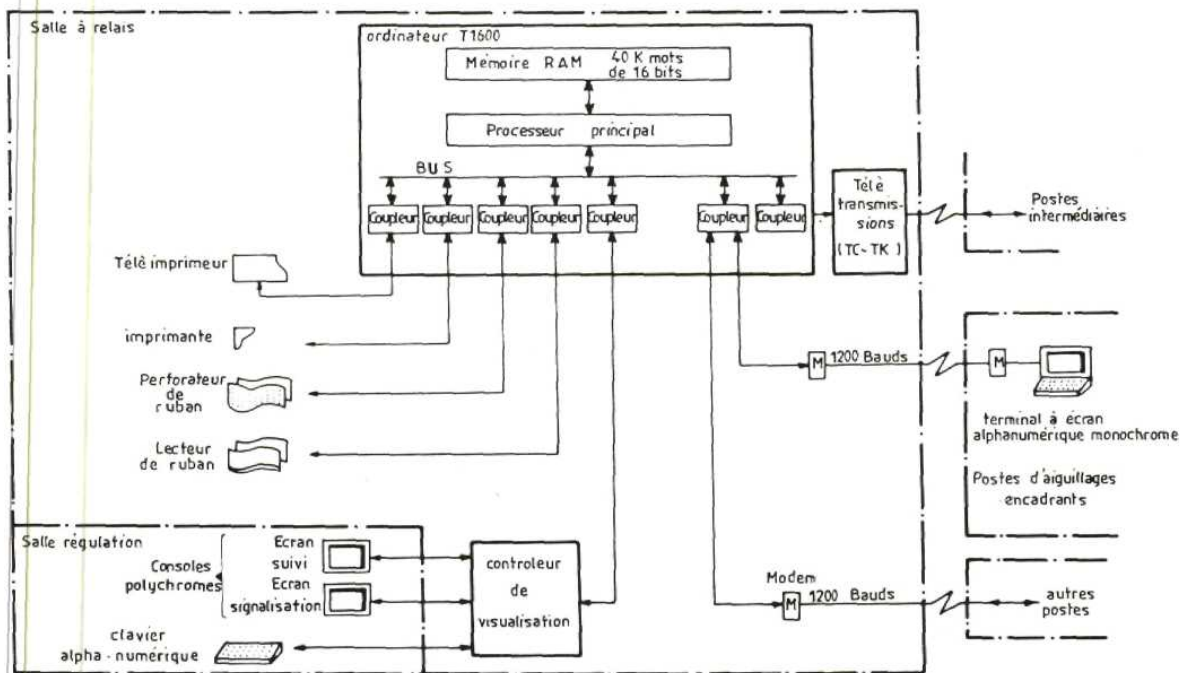 Salle à relais
ordinateur T1600
Mémoire RAM 40 K mots
de 16 bits
Processeur principal
BUS
Coupleur Coupleur Coupleur Coupleur Coupleur Coupleur Coupleur
Télé
transmis-
sions
(TC-TK)
Postes
intermédiaires
Télé imprimeur
imprimante
Perforateur
de
ruban
Lecteur
de ruban
M 1200 Bauds M
terminal à écran
alphanumérique monochrome
Postes d'aiguillages
encadrants
Salle régulation
Consoles
polychromes
Ecran
suivi
Ecran
signalisation
clavier
alpha-numérique
controleur
de
visualisation
Modem
M 1200 Bauds
autres
postes